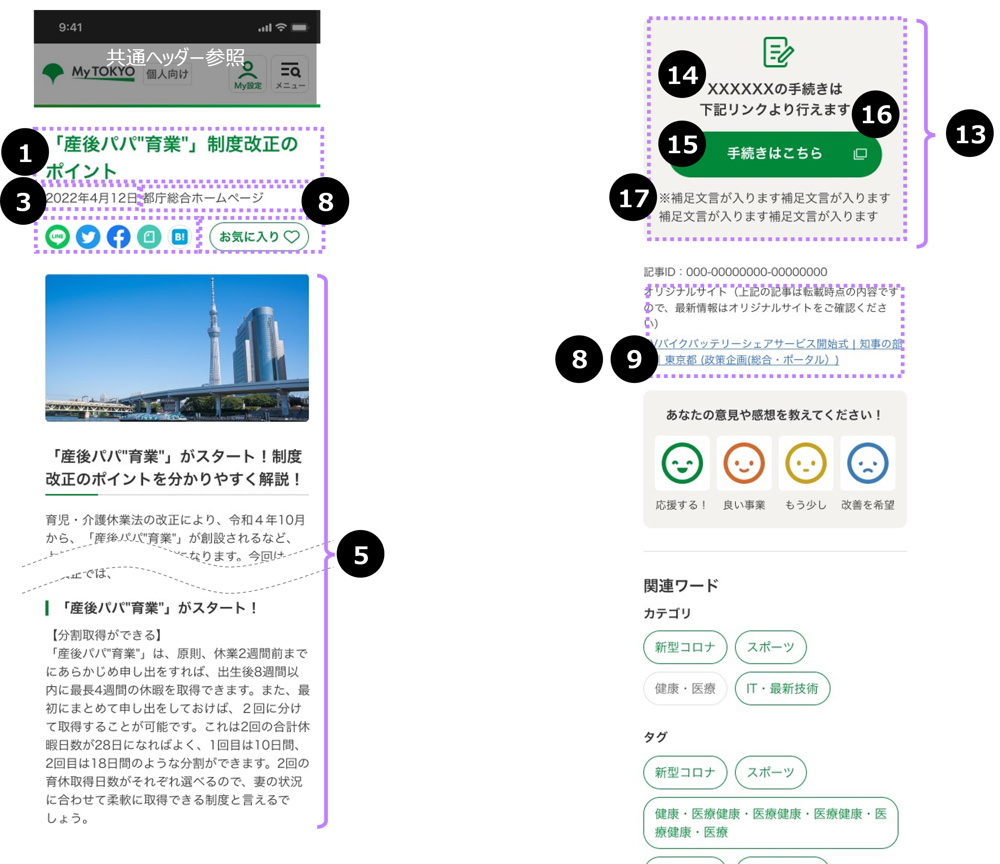 9:41
共通ヘッダー参照
MyTOKYO
個人向け
My設定
メニュー
1
「産後パパ"育業"」制度改正の
ポイント
3
2022年4月12日
都庁総合ホームページ
8
LINE
B!
お気に入り
「産後パパ"育業"」がスタート！制度
改正のポイントを分かりやすく解説！
育児・介護休業法の改正により、令和４年10月
から、「産後パパ"育業"」が創設されるなど、
なります。今回は
では、
5
「産後パパ"育業"」がスタート！
【分割取得ができる】
「産後パパ"育業"」は、原則、休業2週間前まで
にあらかじめ申し出をすれば、出生後8週間以
内に最長4週間の休暇を取得できます。また、最
初にまとめて申し出をしておけば、２回に分け
て取得することが可能です。これは2回の合計休
暇日数が28日になればよく、1回目は10日間、
2回目は18日間のような分割ができます。2回の
育休取得日数がそれぞれ選べるので、妻の状況
に合わせて柔軟に取得できる制度と言えるで
しょう。
13
14
XXXXXXの手続きは
下記リンクより行えます
16
15
手続きはこちら
17
※補足文言が入ります補足文言が入ります
補足文言が入ります補足文言が入ります
記事ID：000-00000000-00000000
オリジナルサイト（上記の記事は転載時点の内容です
ので、最新情報はオリジナルサイトをご確認くださ
い）
8
9
Vバイクバッテリーシェアサービス開始式 | 知事の部
| 東京都 (政策企画(総合・ポータル）)
あなたの意見や感想を教えてください！
応援する！
良い事業
もう少し
改善を希望
関連ワード
カテゴリ
新型コロナ
スポーツ
健康・医療
IT・最新技術
タグ
新型コロナ
スポーツ
健康・医療健康・医療健康・医療健康・医
療健康・医療